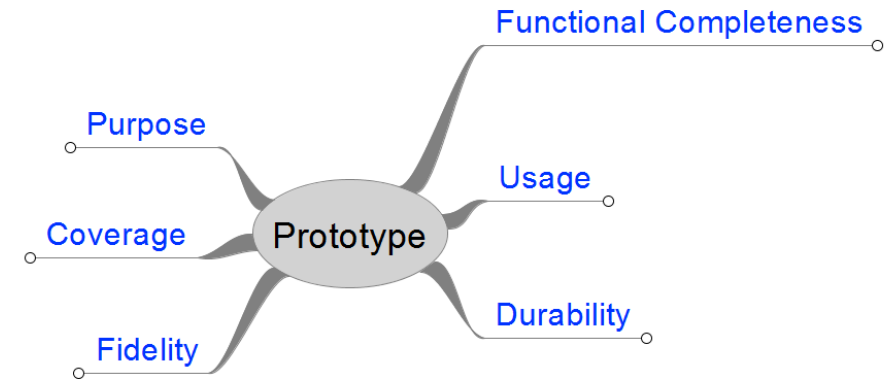 Functional Completeness
Purpose
Usage
Coverage
Prototype
Durability
Fidelity